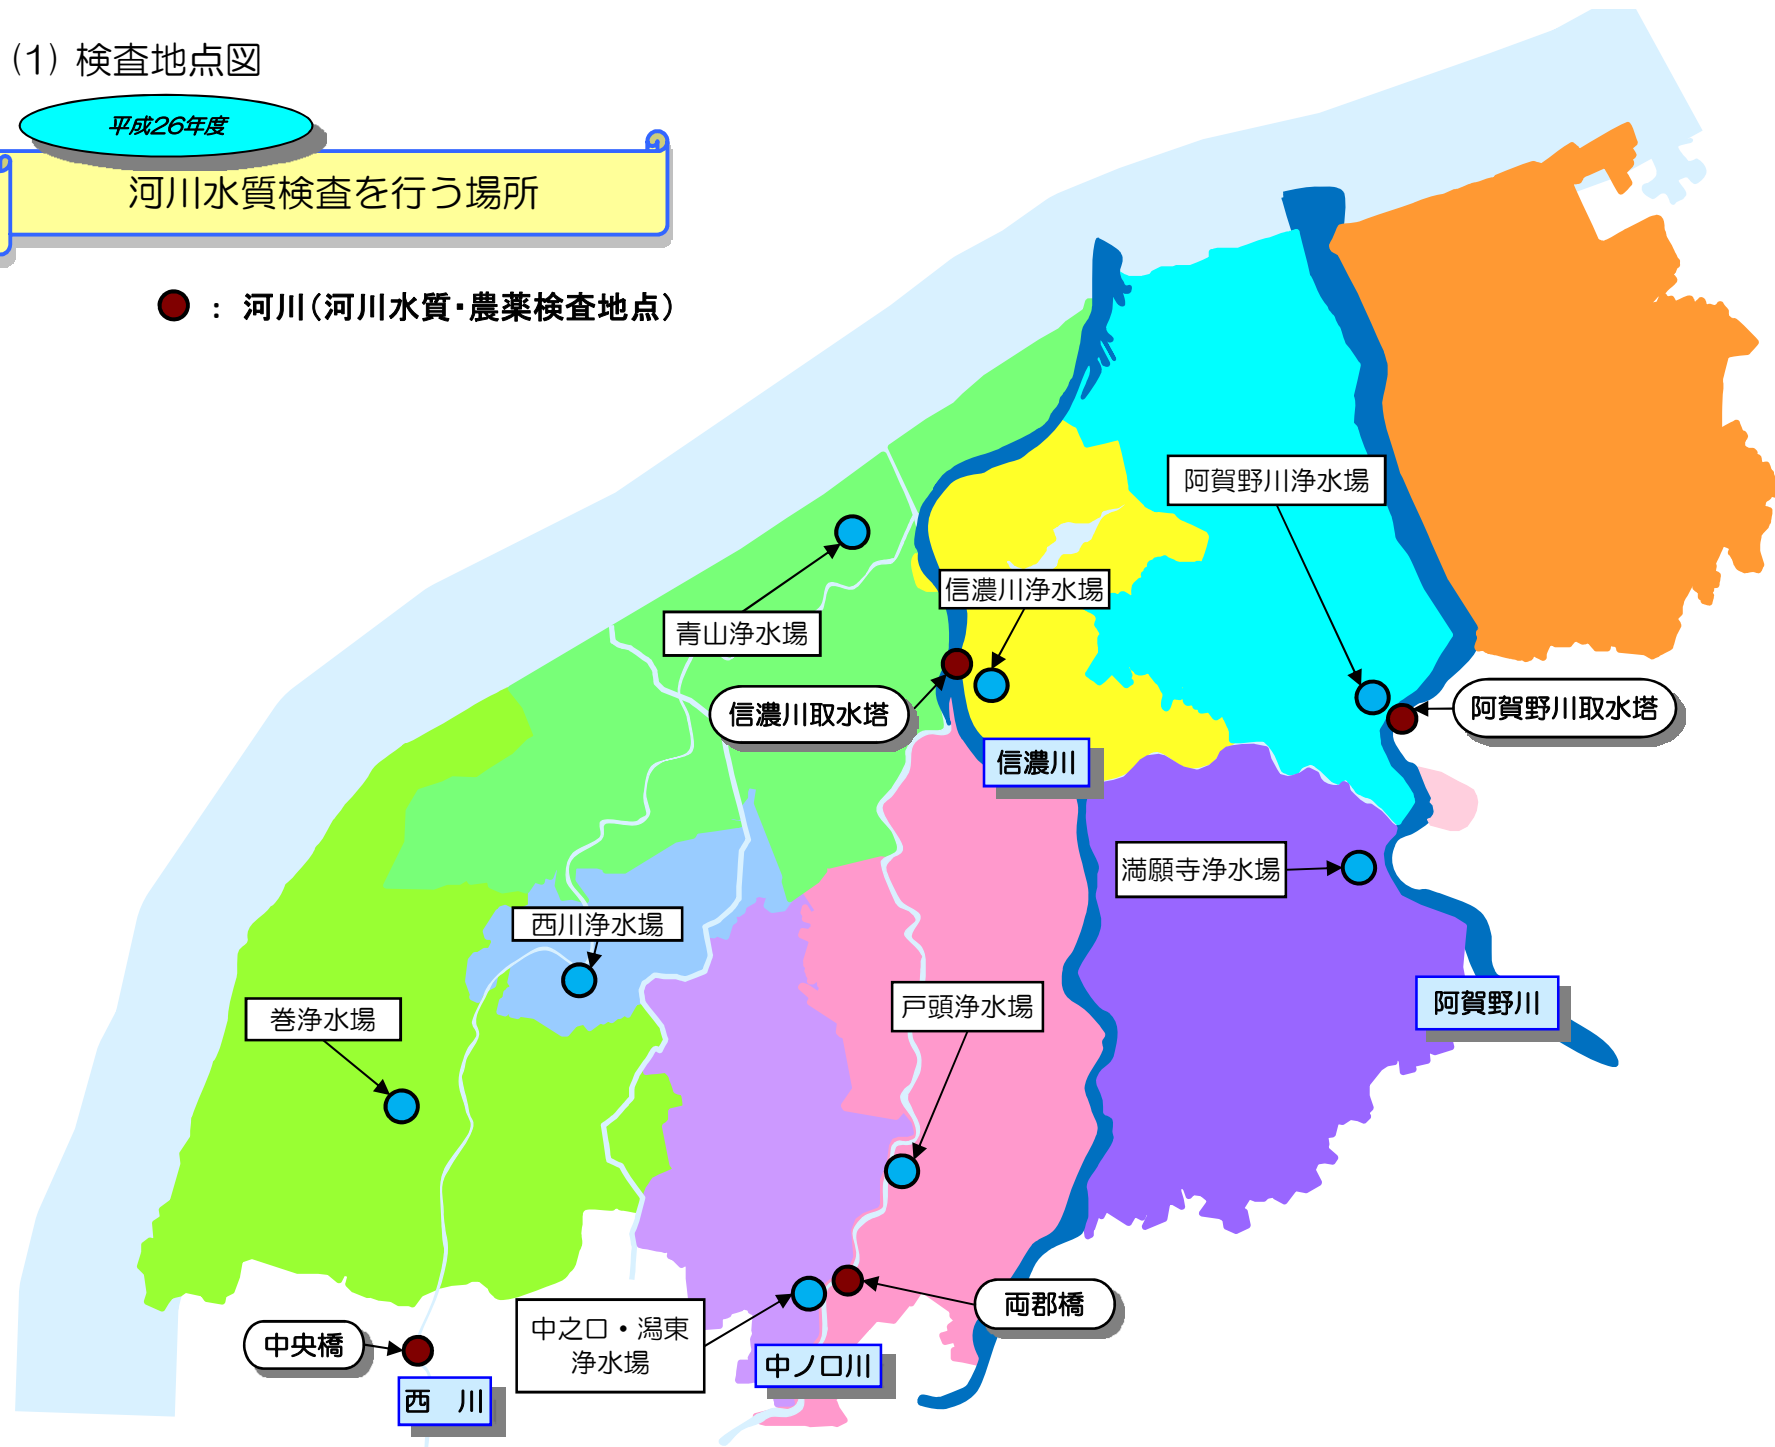 (1) 検査地点図
平成26年度
河川水質検査を行う場所
： 河川（河川水質・農薬検査地点）
阿賀野川浄水場
信濃川浄水場
青山浄水場
信濃川取水塔
阿賀野川取水塔
信濃川
満願寺浄水場
西川浄水場
戸頭浄水場
阿賀野川
巻浄水場
両郡橋
中之口・潟東
浄水場
中央橋
中ノ口川
西　川